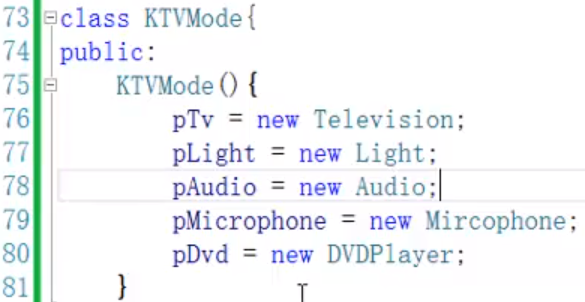 73 class KTVMode{
74 public:
75 KTVMode(){
76 pTv = new Television;
77 pLight = new Light;
78 pAudio = new Audio;
79 pMicrophone = new Mircophone;
80 pDvd = new DVDPlayer;
81 }